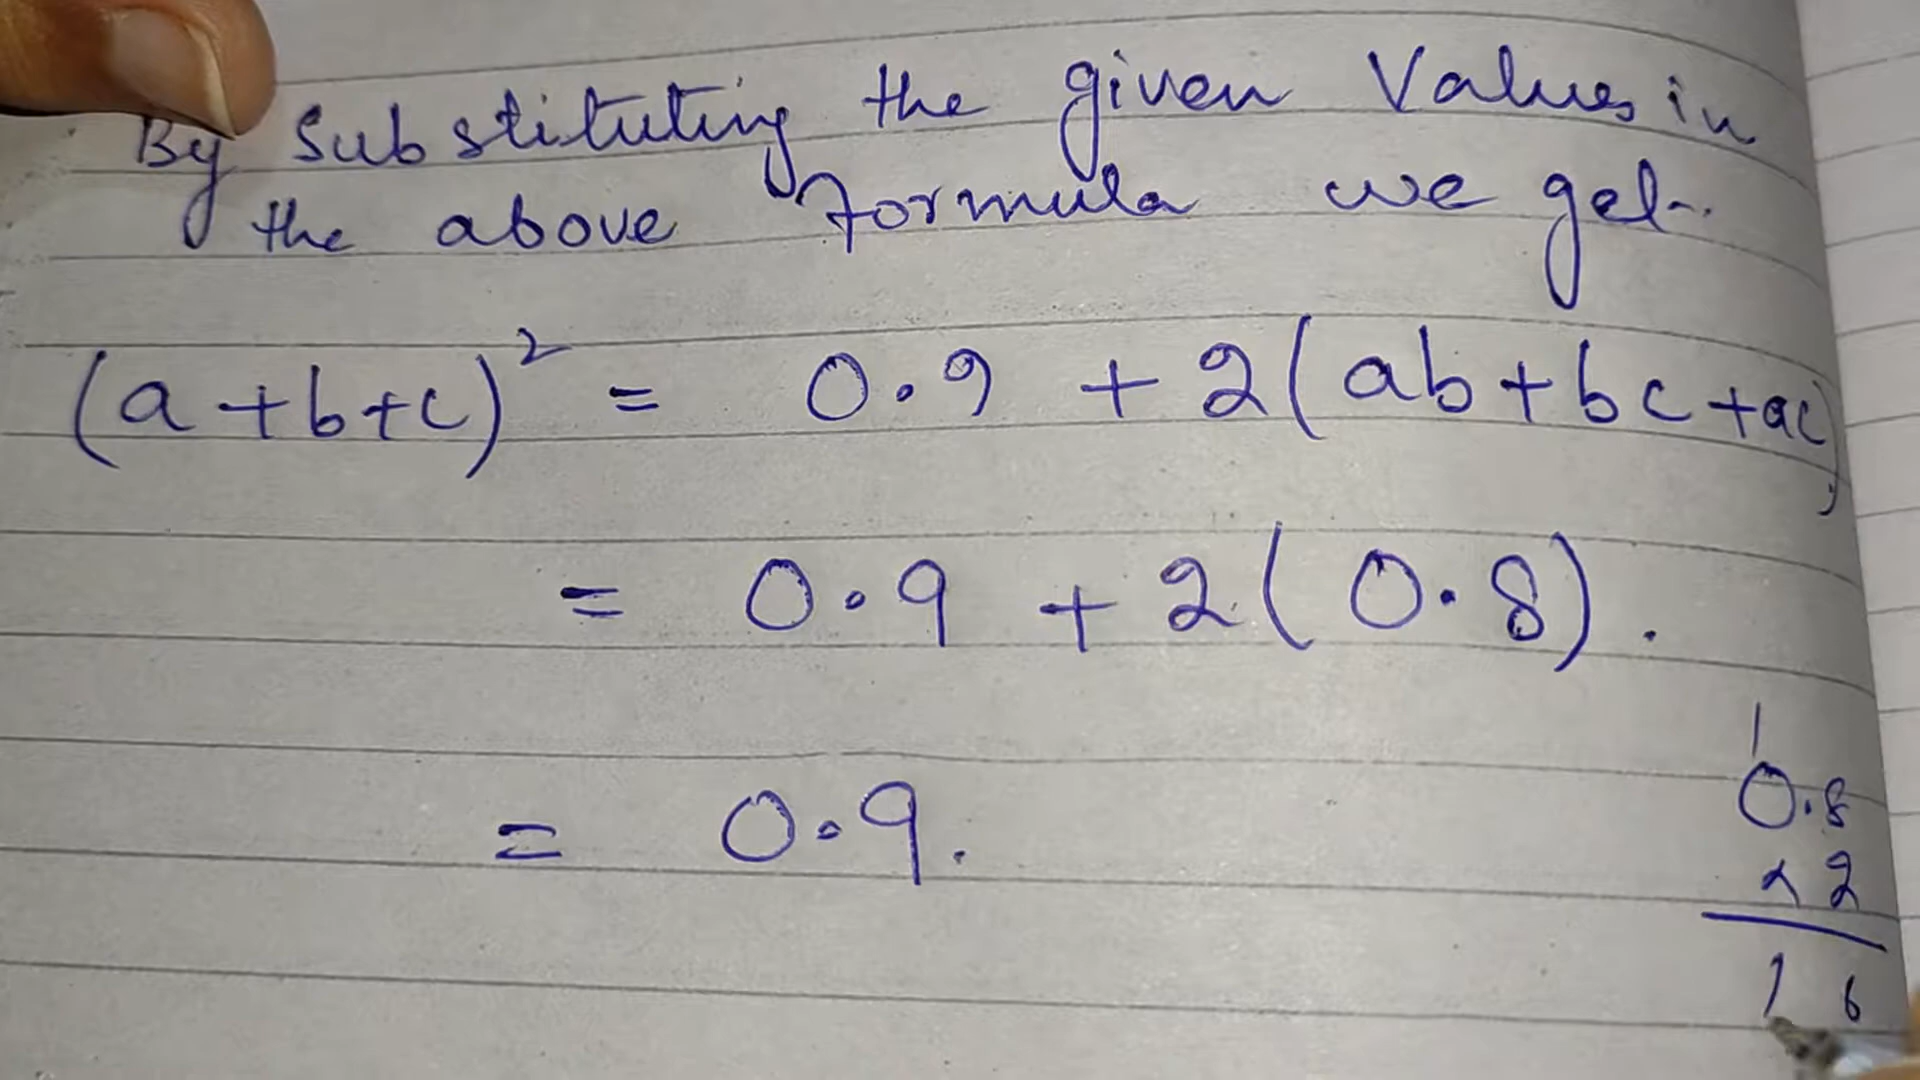 By Substituting the given Values in
the above formula we get.
(a+b+c)² = 0.9 + 2(ab+bc+ac)
= 0.9 + 2(0.8).
= 0.9.
1
0.8
× 2
1 6